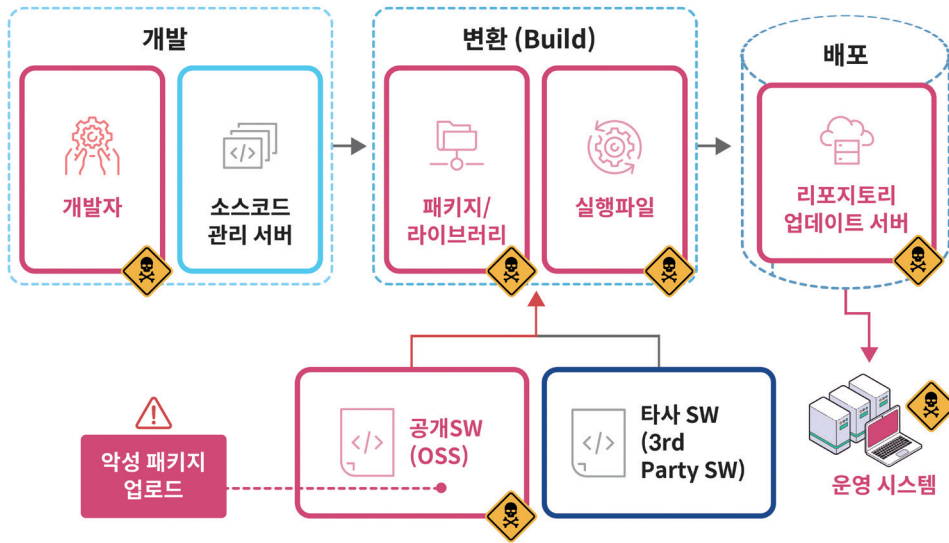 개발
변환 (Build)
배포
개발자
소스코드
관리 서버
패키지/
라이브러리
실행파일
리포지토리
업데이트 서버
악성 패키지
업로드
공개SW
(OSS)
타사 SW
(3rd
Party SW)
운영 시스템